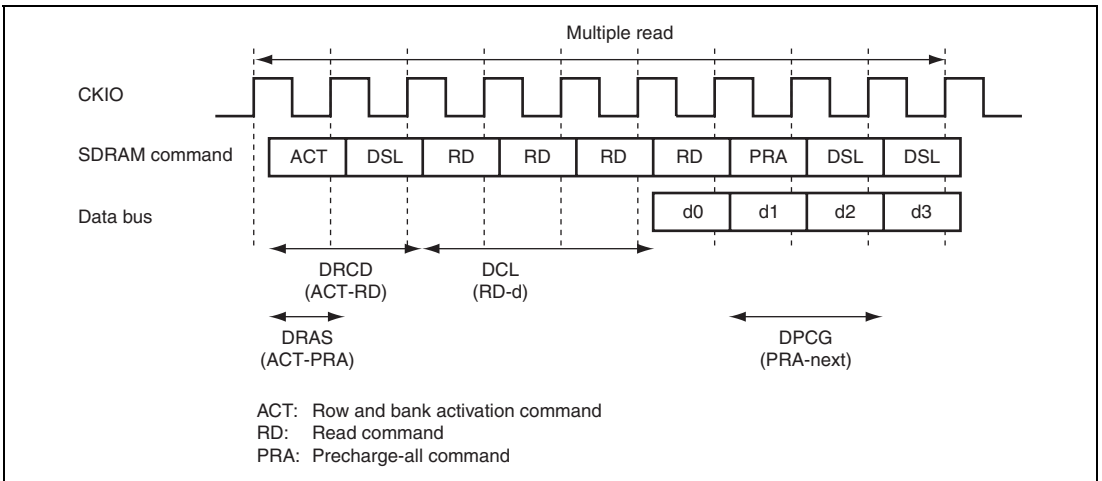 Multiple read
CKIO
SDRAM command ACT DSL RD RD RD RD PRA DSL DSL
Data bus d0 d1 d2 d3
DRCD
(ACT-RD)
DCL
(RD-d)
DRAS
(ACT-PRA)
DPCG
(PRA-next)
ACT: Row and bank activation command
RD: Read command
PRA: Precharge-all command